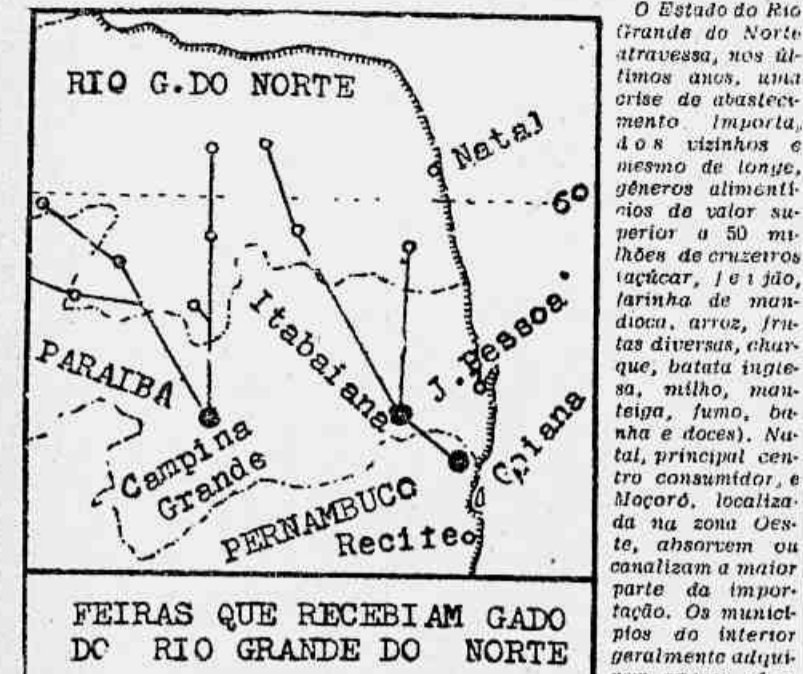 RIO G.DO NORTE
Natal
6º
Itabaiana
J.Pessoa
PARAIBA
Campina
Grande
Goiana
PERNAMBUCO
Recife
FEIRAS QUE RECEBIAM GADO
DO RIO GRANDE DO NORTE
O Estado do Rio
Grande do Norte
atravessa, nos úl-
timos anos, uma
crise de abasteci-
mento Importa,
dos vizinhos e
mesmo de longe,
gêneros alimentí-
cios de valor su-
perior a 50 mi-
lhões de cruzeiros
(açúcar, feijão,
farinha de man-
dioca, arroz, fru-
tas diversas, char-
que, batata ingle-
sa, milho, man-
teiga, fumo, ba-
nha e doces). Na-
tal, principal cen-
tro consumidor, e
Moçoró, localiza-
da na zona Oes-
te, absorvem ou
canalizam a maior
parte da impor-
tação. Os municí-
pios do interior
geralmente adqui-